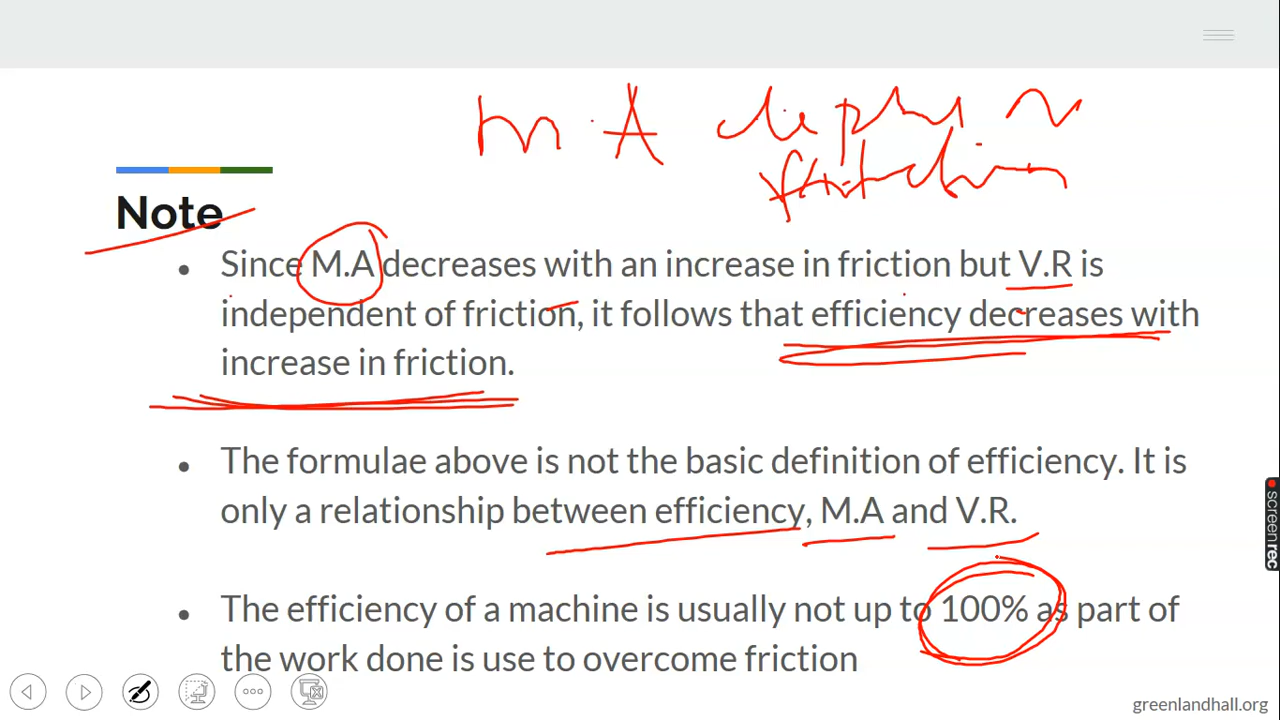 m A depends on
friction
Note
Since M.A decreases with an increase in friction but V.R is
independent of friction, it follows that efficiency decreases with
increase in friction.
The formulae above is not the basic definition of efficiency. It is
only a relationship between efficiency, M.A and V.R.
The efficiency of a machine is usually not up to 100% as part of
the work done is use to overcome friction
greenlandhall.org
screenrec